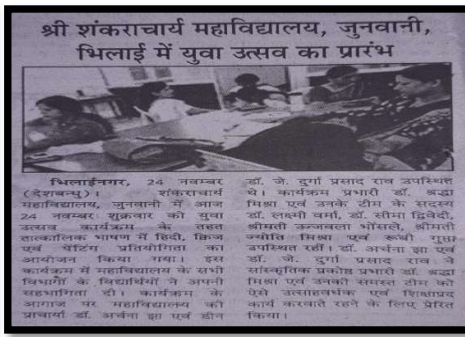 श्री शंकराचार्य महाविद्यालय, जुनवानी,
भिलाई में युवा उत्सव का प्रारंभ
भिलाईनगर, 24 नवम्बर
(देशबन्धु)। शंकराचार्य
महाविद्यालय, जुनवानी में आज
24 नवम्बर शुक्रवार को युवा
उत्सव कार्यक्रम के तहत
तात्कालिक भाषण में हिंदी, क्विज
एवं पेंटिंग प्रतियोगिता का
आयोजन किया गया। इस
कार्यक्रम में महाविद्यालय के सभी
विभागों के विद्यार्थियों ने अपनी
सहभागिता दी। कार्यक्रम के
आगाज पर महाविद्यालय की
प्राचार्या डॉ. अर्चना झा एवं डीन
डॉ. जे. दुर्गा प्रसाद राव उपस्थित
थे। कार्यक्रम प्रभारी डॉ. श्रद्धा
मिश्रा एवं उनके टीम के सदस्य
डॉ. लक्ष्मी वर्मा, डॉ. सीमा द्विवेदी,
श्रीमती उज्जवला भोंसले, श्रीमती
ज्योति मिश्रा एवं रूची गुप्ता
उपस्थित रहीं। डॉ. अर्चना झा एवं
डॉ. जे. दुर्गा प्रसाद राव ने
सांस्कृतिक प्रकोष्ठ प्रभारी डॉ. श्रद्धा
मिश्रा एवं उनकी समस्त टीम को
ऐसे उत्साहवर्धक एवं शिक्षाप्रद
कार्य करवाते रहने के लिए प्रेरित
किया।